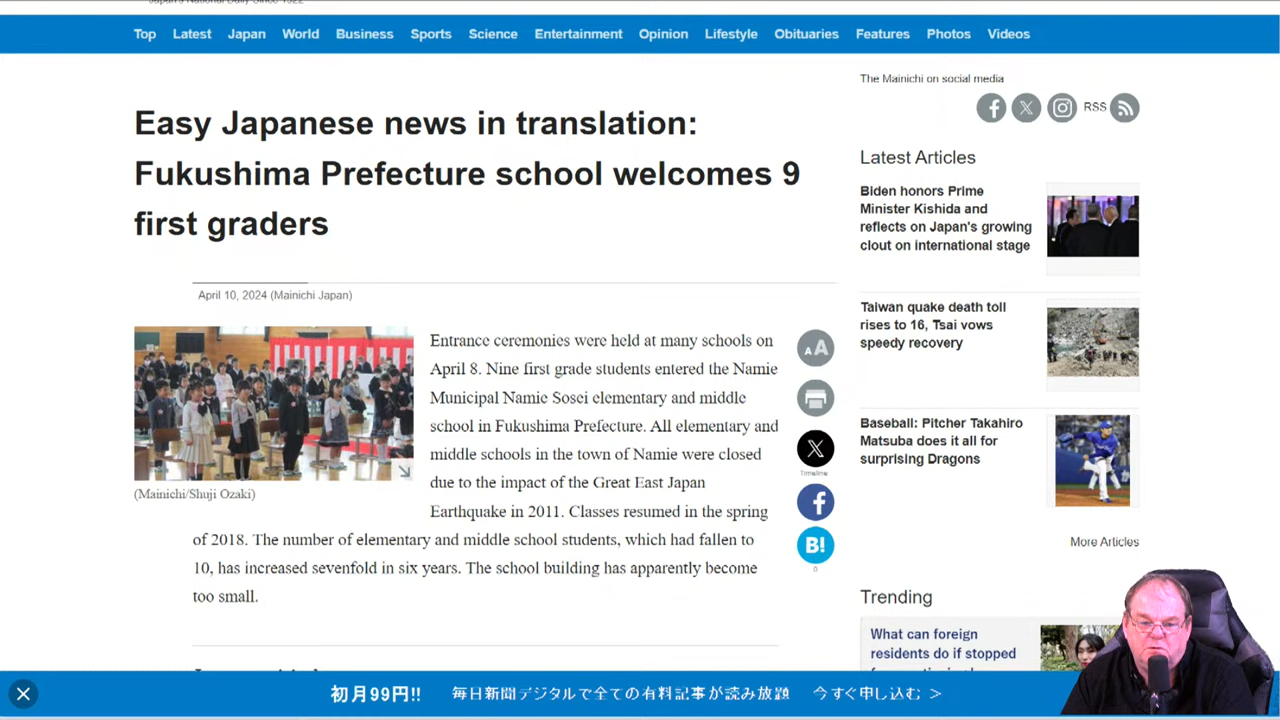 Japan's National Daily Since 1922
Top Latest Japan World Business Sports Science Entertainment Opinion Lifestyle Obituaries Features Photos Videos
Easy Japanese news in translation:
Fukushima Prefecture school welcomes 9
first graders
April 10, 2024 (Mainichi Japan)
(Mainichi/Shuji Ozaki)
Entrance ceremonies were held at many schools on
April 8. Nine first grade students entered the Namie
Municipal Namie Sosei elementary and middle
school in Fukushima Prefecture. All elementary and
middle schools in the town of Namie were closed
due to the impact of the Great East Japan
Earthquake in 2011. Classes resumed in the spring
of 2018. The number of elementary and middle school students, which had fallen to
10, has increased sevenfold in six years. The school building has apparently become
too small.
AA
X
Timeline
f
B!
0
The Mainichi on social media
RSS
Latest Articles
Biden honors Prime
Minister Kishida and
reflects on Japan's growing
clout on international stage
Taiwan quake death toll
rises to 16, Tsai vows
speedy recovery
Baseball: Pitcher Takahiro
Matsuba does it all for
surprising Dragons
More Articles
Trending
What can foreign
residents do if stopped
初月99円!! 毎日新聞デジタルで全ての有料記事が読み放題 今すぐ申し込む >